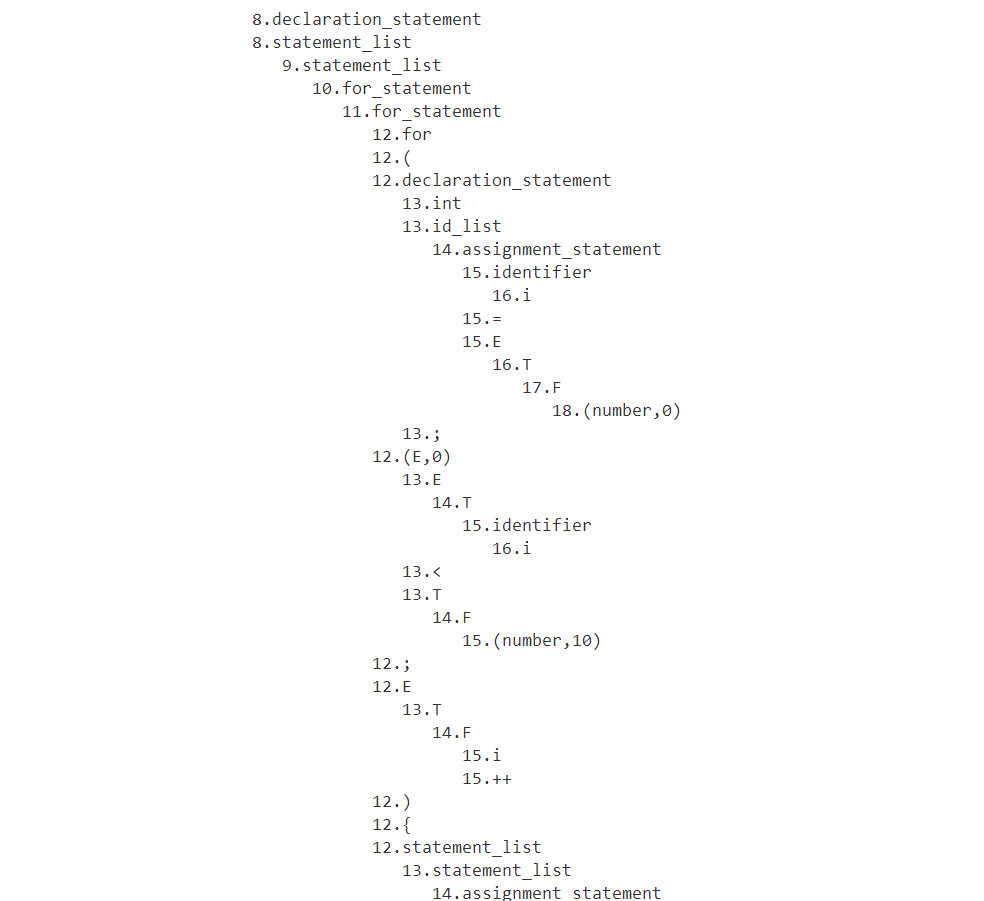 8.declaration_statement
8.statement_list
9.statement_list
10.for_statement
11.for_statement
12.for
12.(
12.declaration_statement
13.int
13.id_list
14.assignment_statement
15.identifier
16.i
15.=
15.E
16.T
17.F
18.(number,0)
13.;
12.(E,0)
13.E
14.T
15.identifier
16.i
13.<
13.T
14.F
15.(number,10)
12.;
12.E
13.T
14.F
15.i
15.++
12.)
12.{
12.statement_list
13.statement_list
14.assignment_statement